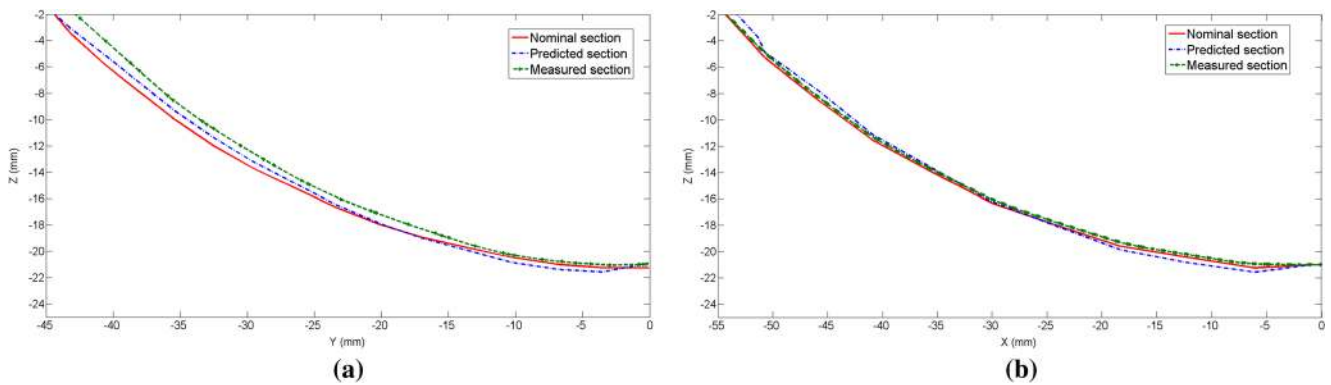 -2
-4
-6
-8
-10
-12
-14
-16
-18
-20
-22
-24
Z (mm)
-45 -40 -35 -30 -25 -20 -15 -10 -5 0
Y (mm)
Nominal section
Predicted section
Measured section
(a)
-2
-4
-6
-8
-10
-12
-14
-16
-18
-20
-22
-24
Z (mm)
-55 -50 -45 -40 -35 -30 -25 -20 -15 -10 -5 0
X (mm)
Nominal section
Predicted section
Measured section
(b)